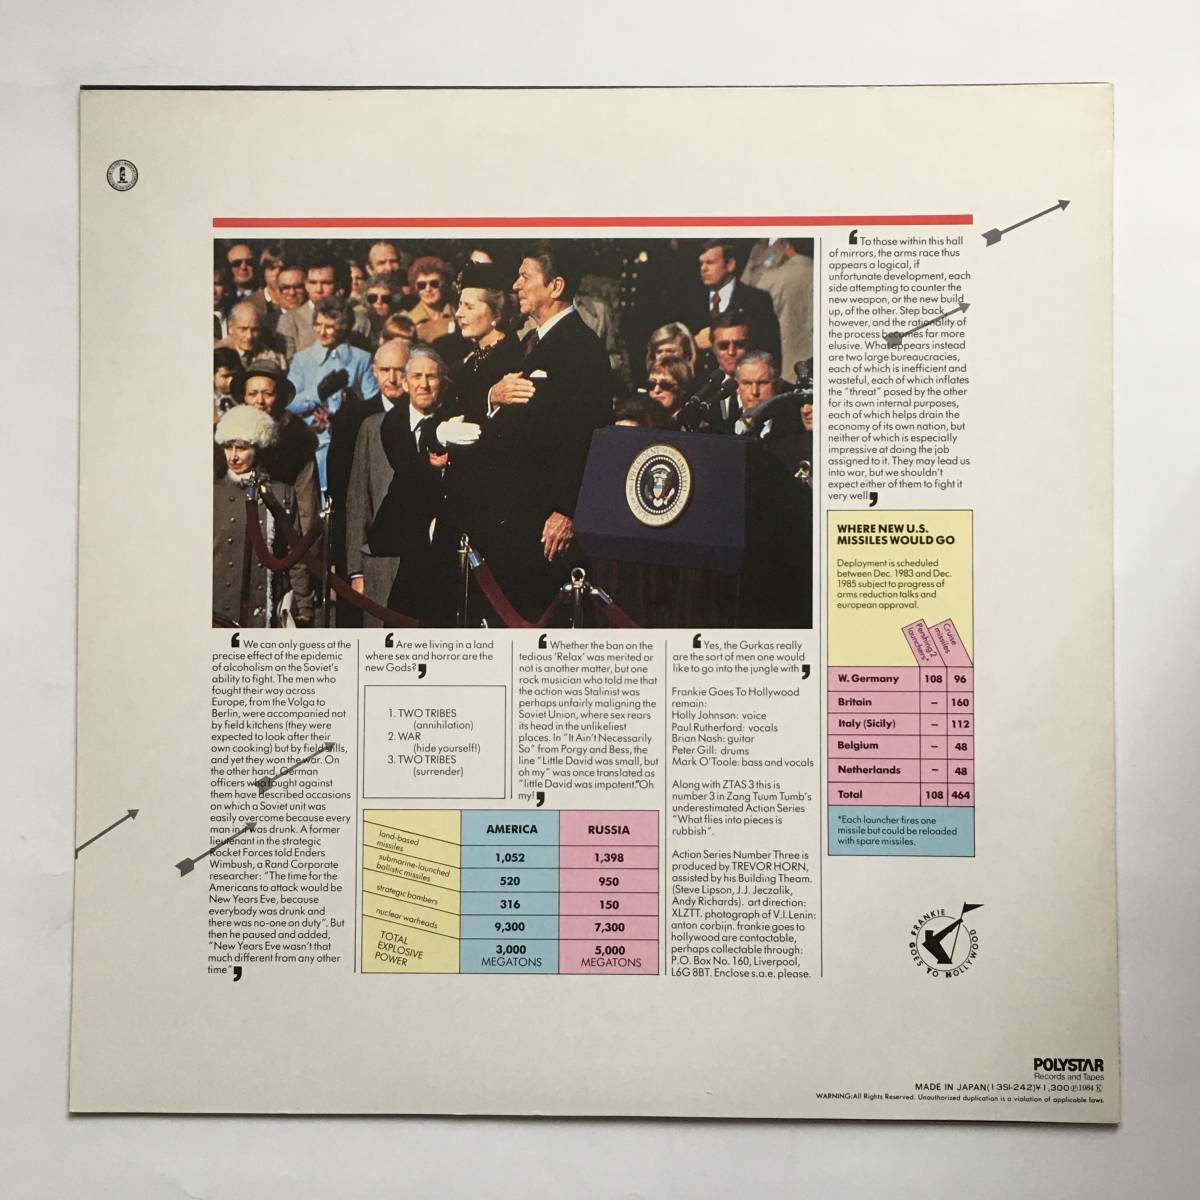 To those within this hall
of mirrors, the arms race thus
appears a logical, if
unfortunate development, each
side attempting to counter the
new weapon, or the new build
up, of the other. Step back,
however, and the rationality of
the process becomes far more
elusive. What appears instead
are two large bureaucracies,
each of which is inefficient and
wasteful, each of which inflates
the "threat" posed by the other
for its own internal purposes,
each of which helps drain the
economy of its own nation, but
neither of which is especially
impressive at doing the job
assigned to it. They may lead us
into war, but we shouldn't
expect either of them to fight it
very well
We can only guess at the
precise effect of the epidemic
of alcoholism on the Soviet's
ability to fight. The men who
fought their way across
Europe, from the Volga to
Berlin, were accompanied not
by field kitchens (they were
expected to look after their
own cooking) but by field stills,
and yet they won the war. On
the other hand, German
officers who fought against
them have described occasions
on which a Soviet unit was
easily overcome because every
man in it was drunk. A former
lieutenant in the strategic
Rocket Forces told Enders
Wimbush, a Rand Corporate
researcher: "The time for the
Americans to attack would be
New Years Eve, because
everybody was drunk and
there was no-one on duty". But
then he paused and added,
"New Years Eve wasn't that
much different from any other
time"
Are we living in a land
where sex and horror are the
new Gods?
1. TWO TRIBES
(annihilation)
2. WAR
(hide yourself!)
3. TWO TRIBES
(surrender)
Whether the ban on the
tedious 'Relax' was merited or
not is another matter, but one
rock musician who told me that
the action was Stalinist was
perhaps unfairly maligning the
Soviet Union, where sex rears
its head in the unlikeliest
places. In "It Ain't Necessarily
So" from Porgy and Bess, the
line "Little David was small, but
oh my" was once translated as
"little David was impotent."Oh
my!
AMERICA RUSSIA
land-based
missiles
1,052 1,398
submarine-launched
ballistic missiles
520 950
strategic bombers
316 150
nuclear warheads
9,300 7,300
TOTAL
EXPLOSIVE
POWER
3,000 5,000
MEGATONS MEGATONS
Yes, the Gurkas really
are the sort of men one would
like to go into the jungle with
Frankie Goes To Hollywood
remain:
Holly Johnson: voice
Paul Rutherford: vocals
Brian Nash: guitar
Peter Gill: drums
Mark O'Toole: bass and vocals
Along with ZTAS 3 this is
number 3 in Zang Tuum Tumb's
underestimated Action Series
"What flies into pieces is
rubbish".
Action Series Number Three is
produced by TREVOR HORN,
assisted by his Building Theam.
(Steve Lipson, J.J. Jeczalik,
Andy Richards). art direction:
XLZTT. photograph of V.I.Lenin:
anton corbijn. frankie goes to
hollywood are contactable,
perhaps collectable through:
P.O. Box No. 160, Liverpool,
L6G 8BT. Enclose s.a.e. please.
WHERE NEW U.S.
MISSILES WOULD GO
Deployment is scheduled
between Dec. 1983 and Dec.
1985 subject to progress of
arms reduction talks and
european approval.
Pershing 2
launchers*
Cruise
missiles
W. Germany 108 96
Britain – 160
Italy (Sicily) – 112
Belgium – 48
Netherlands – 48
Total 108 464
*Each launcher fires one
missile but could be reloaded
with spare missiles.
FRANKIE
GOES TO HOLLYWOOD
POLYSTAR
Records and Tapes
MADE IN JAPAN(13SI-242)¥1,300 Ⓟ1984 Ⓚ
WARNING:All Rights Reserved. Unauthorized duplication is a violation of applicable laws.